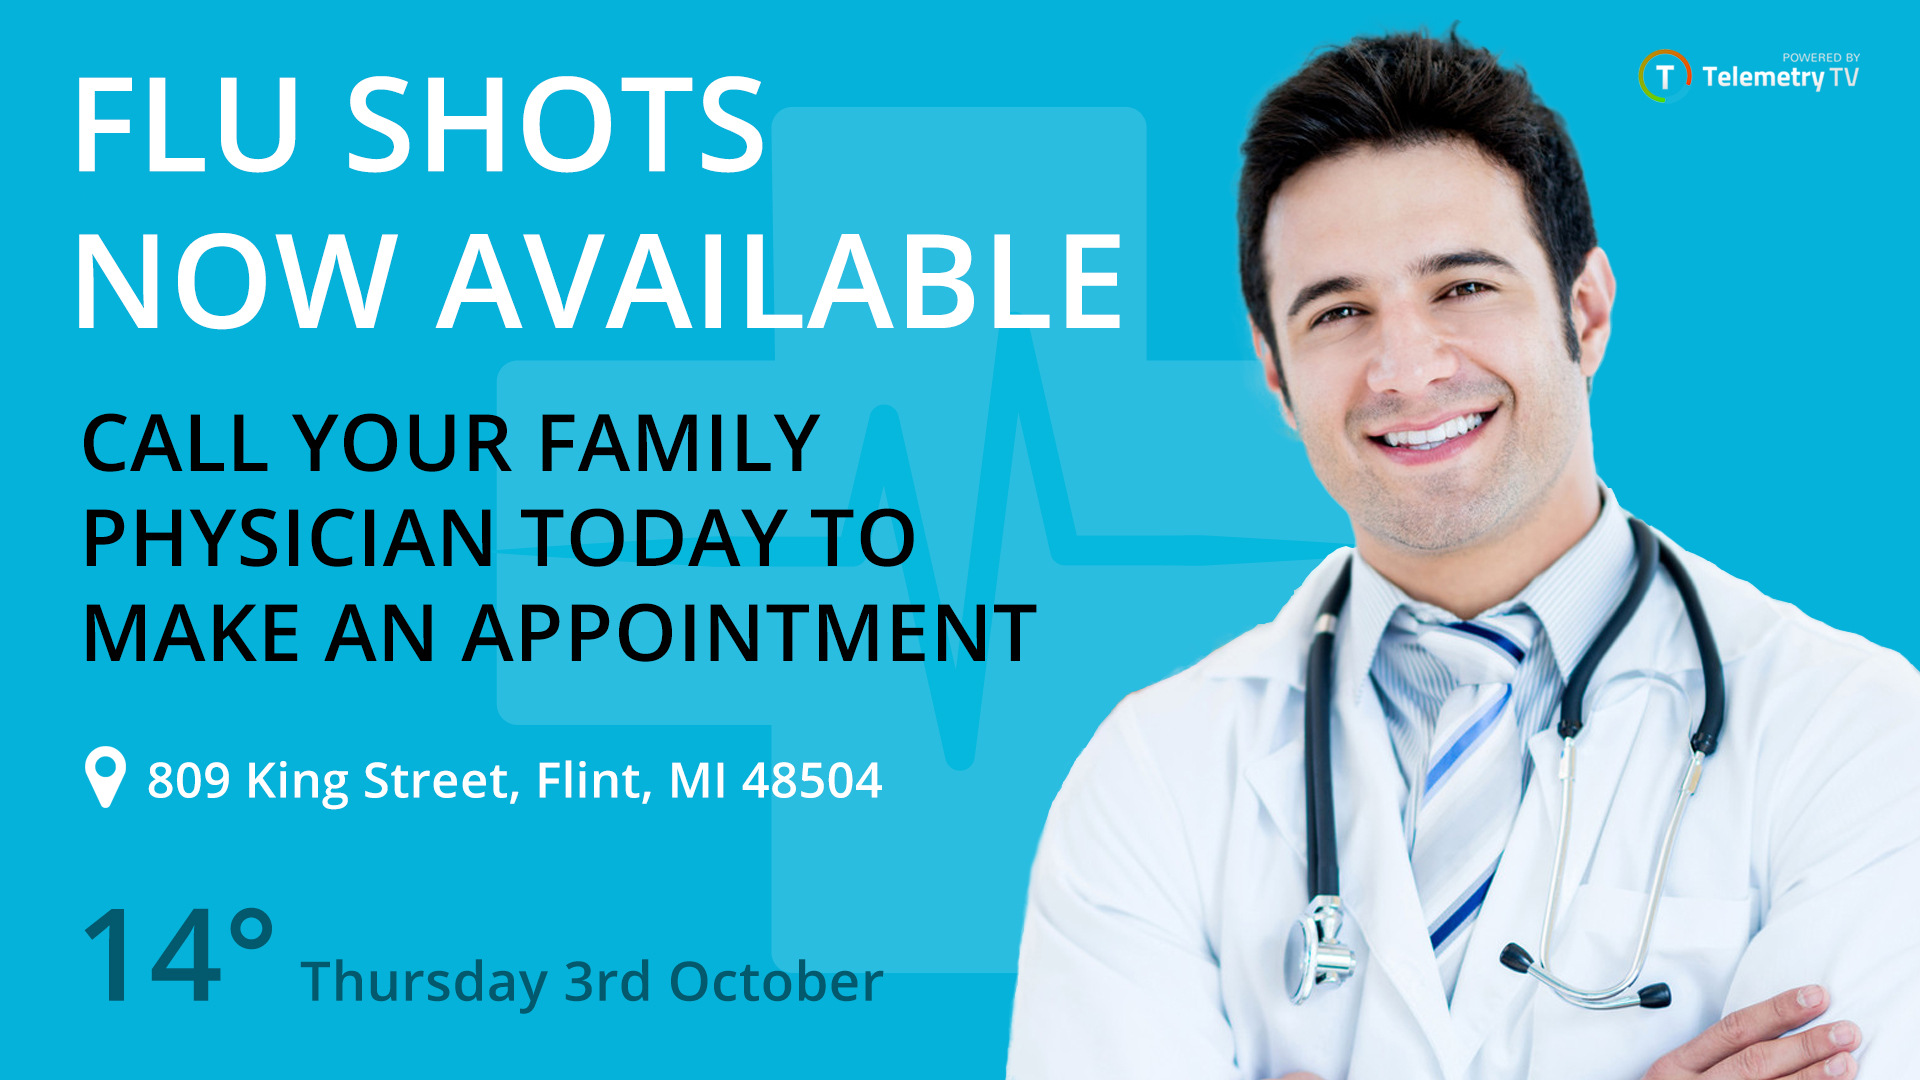 FLU SHOTS
NOW AVAILABLE
CALL YOUR FAMILY
PHYSICIAN TODAY TO
MAKE AN APPOINTMENT
809 King Street, Flint, MI 48504
14° Thursday 3rd October
POWERED BY
T Telemetry TV